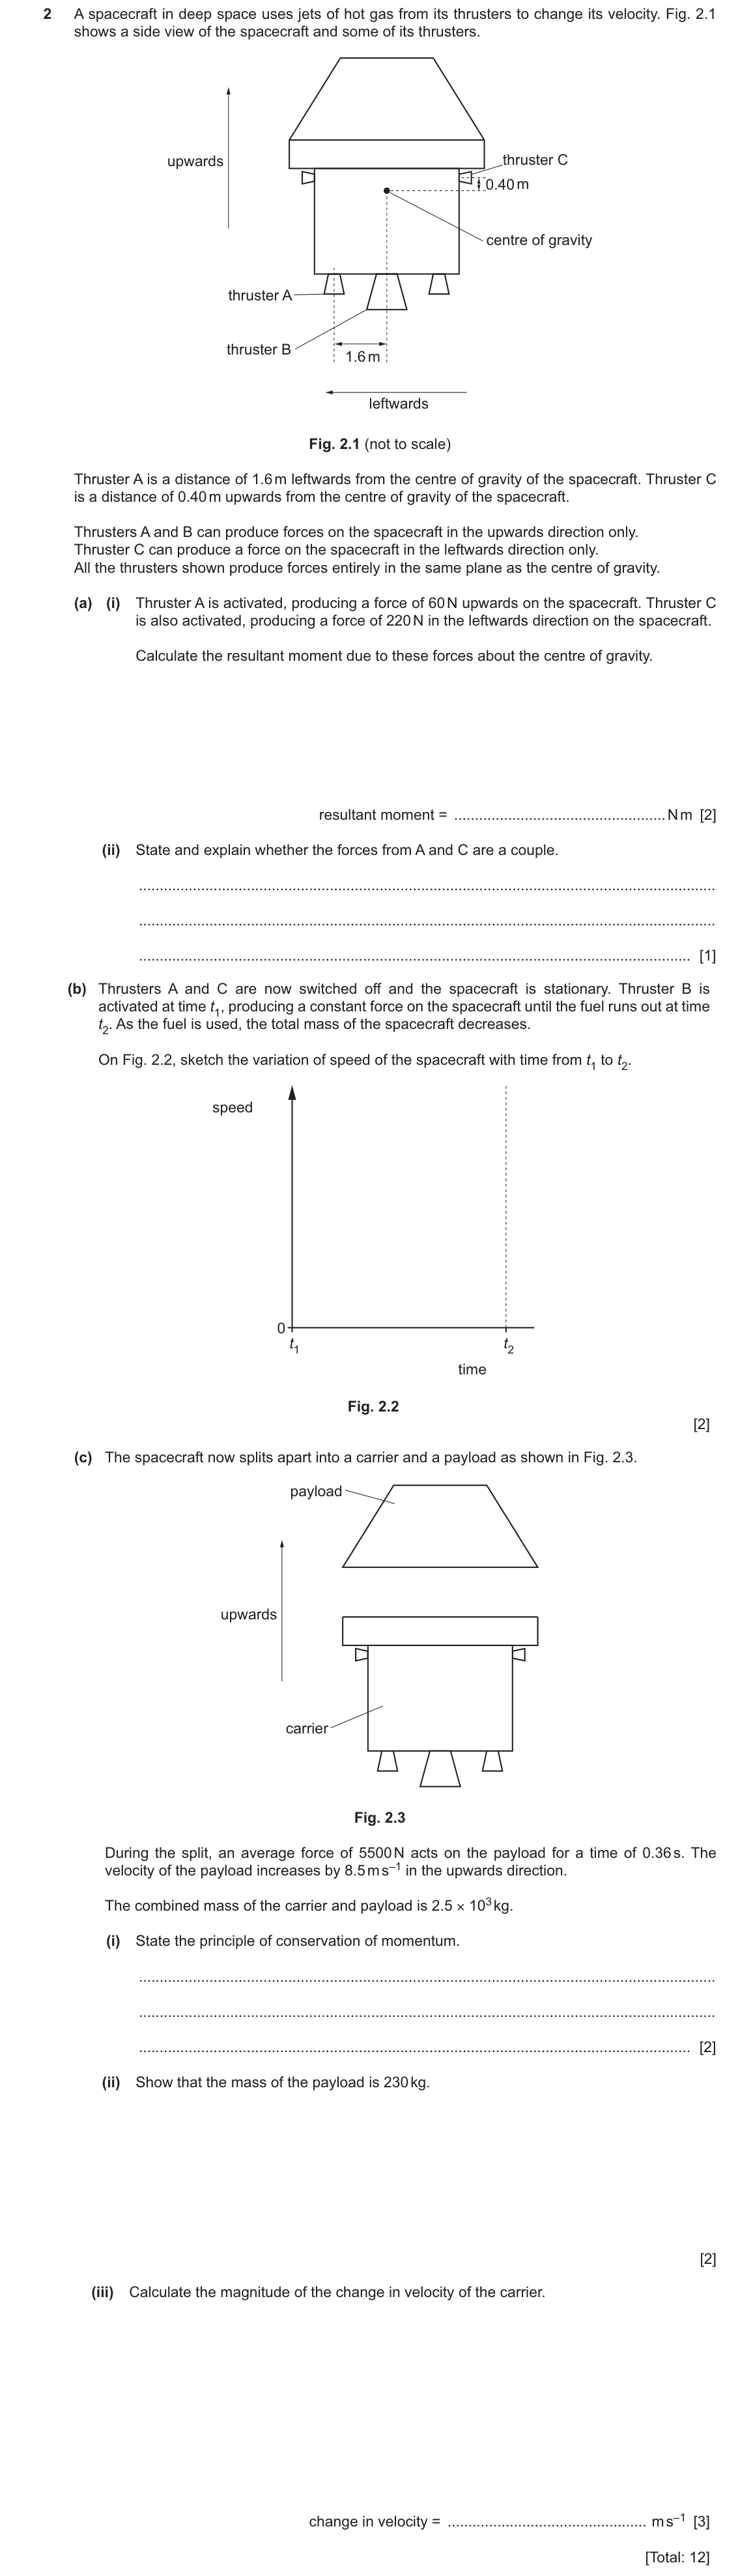 2 A spacecraft in deep space uses jets of hot gas from its thrusters to change its velocity. Fig. 2.1
shows a side view of the spacecraft and some of its thrusters.
upwards
thruster C
0.40 m
centre of gravity
thruster A
thruster B
1.6 m
leftwards
Fig. 2.1 (not to scale)
Thruster A is a distance of 1.6 m leftwards from the centre of gravity of the spacecraft. Thruster C
is a distance of 0.40 m upwards from the centre of gravity of the spacecraft.
Thrusters A and B can produce forces on the spacecraft in the upwards direction only.
Thruster C can produce a force on the spacecraft in the leftwards direction only.
All the thrusters shown produce forces entirely in the same plane as the centre of gravity.
(a) (i) Thruster A is activated, producing a force of 60 N upwards on the spacecraft. Thruster C
is also activated, producing a force of 220 N in the leftwards direction on the spacecraft.
Calculate the resultant moment due to these forces about the centre of gravity.
resultant moment = .................................................. N m [2]
(ii) State and explain whether the forces from A and C are a couple.
..........................................................................................................................................
..........................................................................................................................................
.................................................................................................................................... [1]
(b) Thrusters A and C are now switched off and the spacecraft is stationary. Thruster B is
activated at time t₁, producing a constant force on the spacecraft until the fuel runs out at time
t₂. As the fuel is used, the total mass of the spacecraft decreases.
On Fig. 2.2, sketch the variation of speed of the spacecraft with time from t₁ to t₂.
speed
0
t₁
t₂
time
Fig. 2.2
[2]
(c) The spacecraft now splits apart into a carrier and a payload as shown in Fig. 2.3.
payload
upwards
carrier
Fig. 2.3
During the split, an average force of 5500 N acts on the payload for a time of 0.36 s. The
velocity of the payload increases by 8.5 m s⁻¹ in the upwards direction.
The combined mass of the carrier and payload is 2.5 × 10³ kg.
(i) State the principle of conservation of momentum.
..........................................................................................................................................
..........................................................................................................................................
.................................................................................................................................... [2]
(ii) Show that the mass of the payload is 230 kg.
[2]
(iii) Calculate the magnitude of the change in velocity of the carrier.
change in velocity = ................................................ m s⁻¹ [3]
[Total: 12]